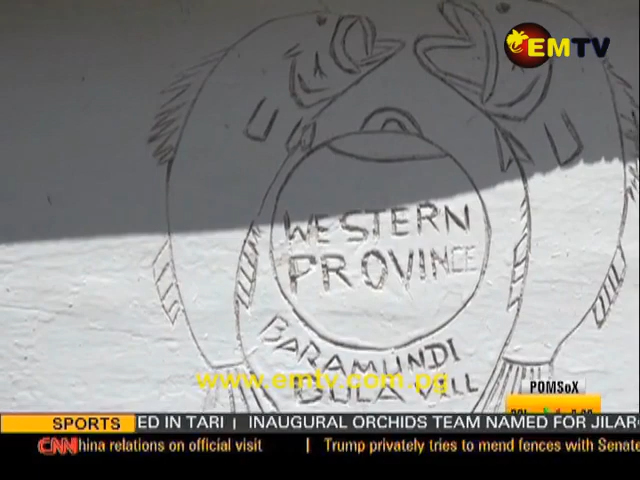 EMTV
WESTERN
PROVINCE
BARAMUNDI
www.emtv.com.pg
BULA VILL
POMSoX
SPORTS ED IN TARI | INAUGURAL ORCHIDS TEAM NAMED FOR JILAR
CNN hina relations on official visit | Trump privately tries to mend fences with Senate